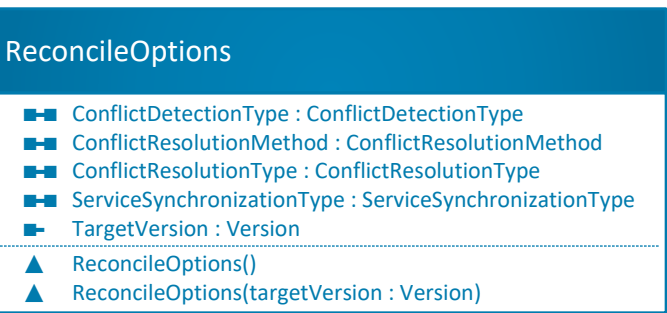 ReconcileOptions
ConflictDetectionType : ConflictDetectionType
ConflictResolutionMethod : ConflictResolutionMethod
ConflictResolutionType : ConflictResolutionType
ServiceSynchronizationType : ServiceSynchronizationType
TargetVersion : Version
ReconcileOptions()
ReconcileOptions(targetVersion : Version)